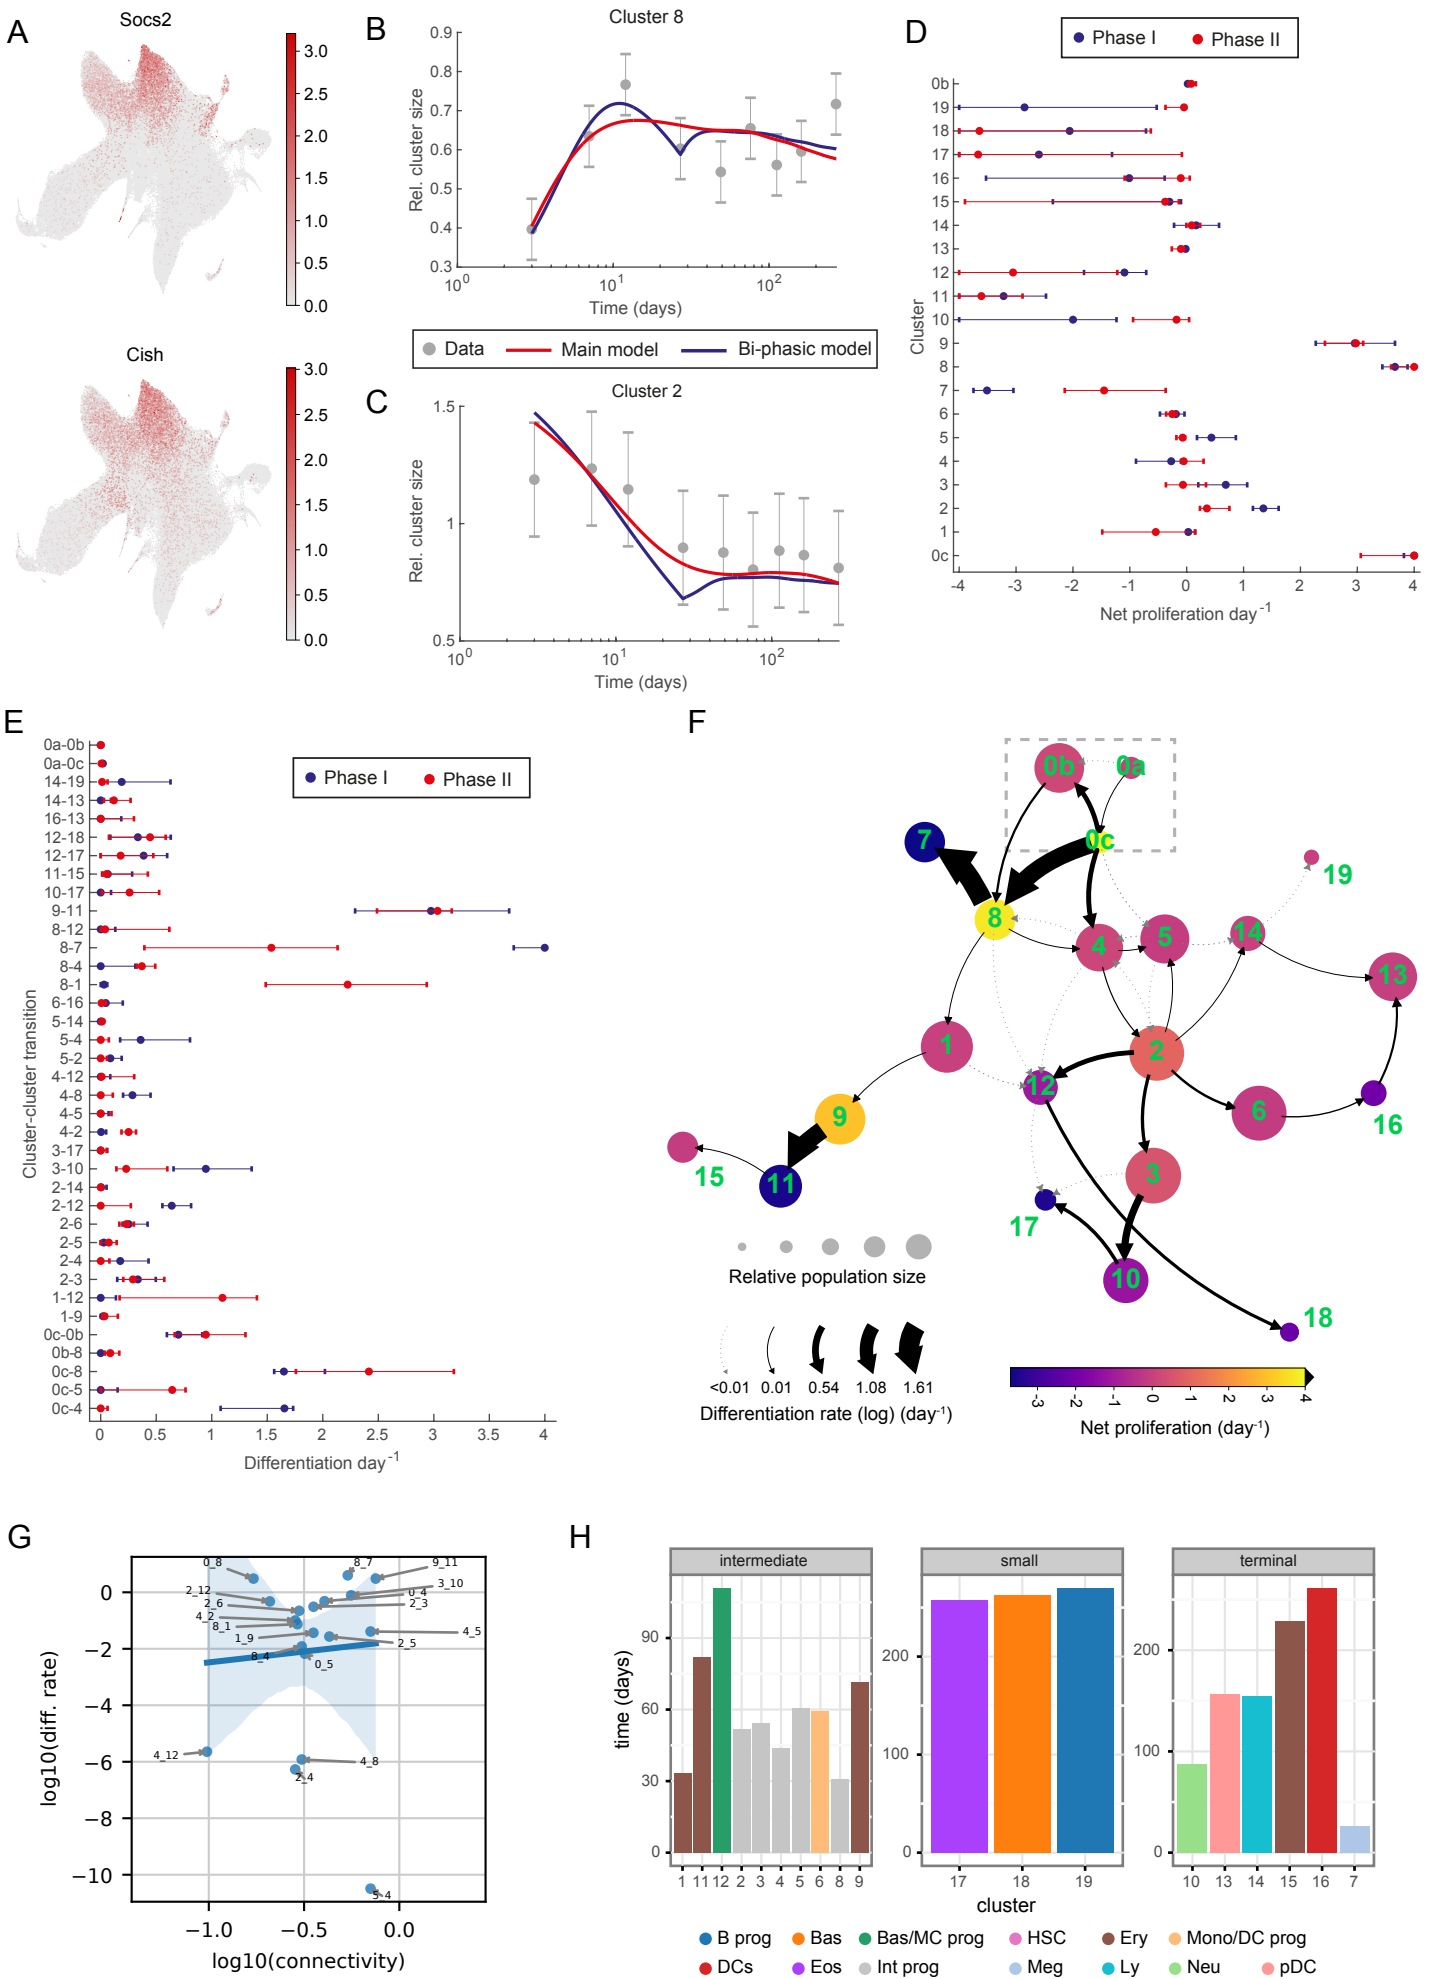 A
Socs2
3.0
2.5
2.0
1.5
1.0
0.5
0.0
Cish
3.0
2.5
2.0
1.5
1.0
0.5
0.0
B
Cluster 8
0.9
0.8
0.7
0.6
0.5
0.4
0.3
Rel. cluster size
10^0 10^1 10^2
Time (days)
Data Main model Bi-phasic model
C
Cluster 2
1.5
1
0.5
Rel. cluster size
10^0 10^1 10^2
Time (days)
D
Phase I Phase II
0b
19
18
17
16
15
14
13
12
11
10
9
8
7
6
5
4
3
2
1
0c
Cluster
-4 -3 -2 -1 0 1 2 3 4
Net proliferation day^-1
E
Phase I Phase II
0a-0b
0a-0c
14-19
14-13
16-13
12-18
12-17
11-15
10-17
9-11
8-12
8-7
8-4
8-1
6-16
5-14
5-4
5-2
4-12
4-8
4-5
4-2
3-17
3-10
2-14
2-12
2-6
2-5
2-4
2-3
1-12
1-9
0c-0b
0b-8
0c-8
0c-5
0c-4
Cluster-cluster transition
0 0.5 1 1.5 2 2.5 3 3.5 4
Differentiation day^-1
F
0b 0a
0c
7
8
4
5
14
19
13
1
2
12
6
16
9
15
11
3
17
10
18
Relative population size
<0.01 0.01 0.54 1.08 1.61
Differentiation rate (log) (day^-1)
-3 -2 -1 0 1 2 3 4
Net proliferation (day^-1)
G
0_8
8_7
9_11
2_12
3_10
0_4
2_6
2_3
4_2
8_1
1_9
4_5
2_5
8_4
0_5
4_12
4_8
2_4
5_4
0
−2
−4
−6
−8
−10
log10(diff. rate)
−1.0 −0.5 0.0
log10(connectivity)
H
intermediate small terminal
90
60
30
0
time (days)
200
100
0
200
100
0
1 11 12 2 3 4 5 6 8 9
17 18 19
10 13 14 15 16 7
cluster
B prog Bas Bas/MC prog HSC Ery Mono/DC prog
DCs Eos Int prog Meg Ly Neu pDC